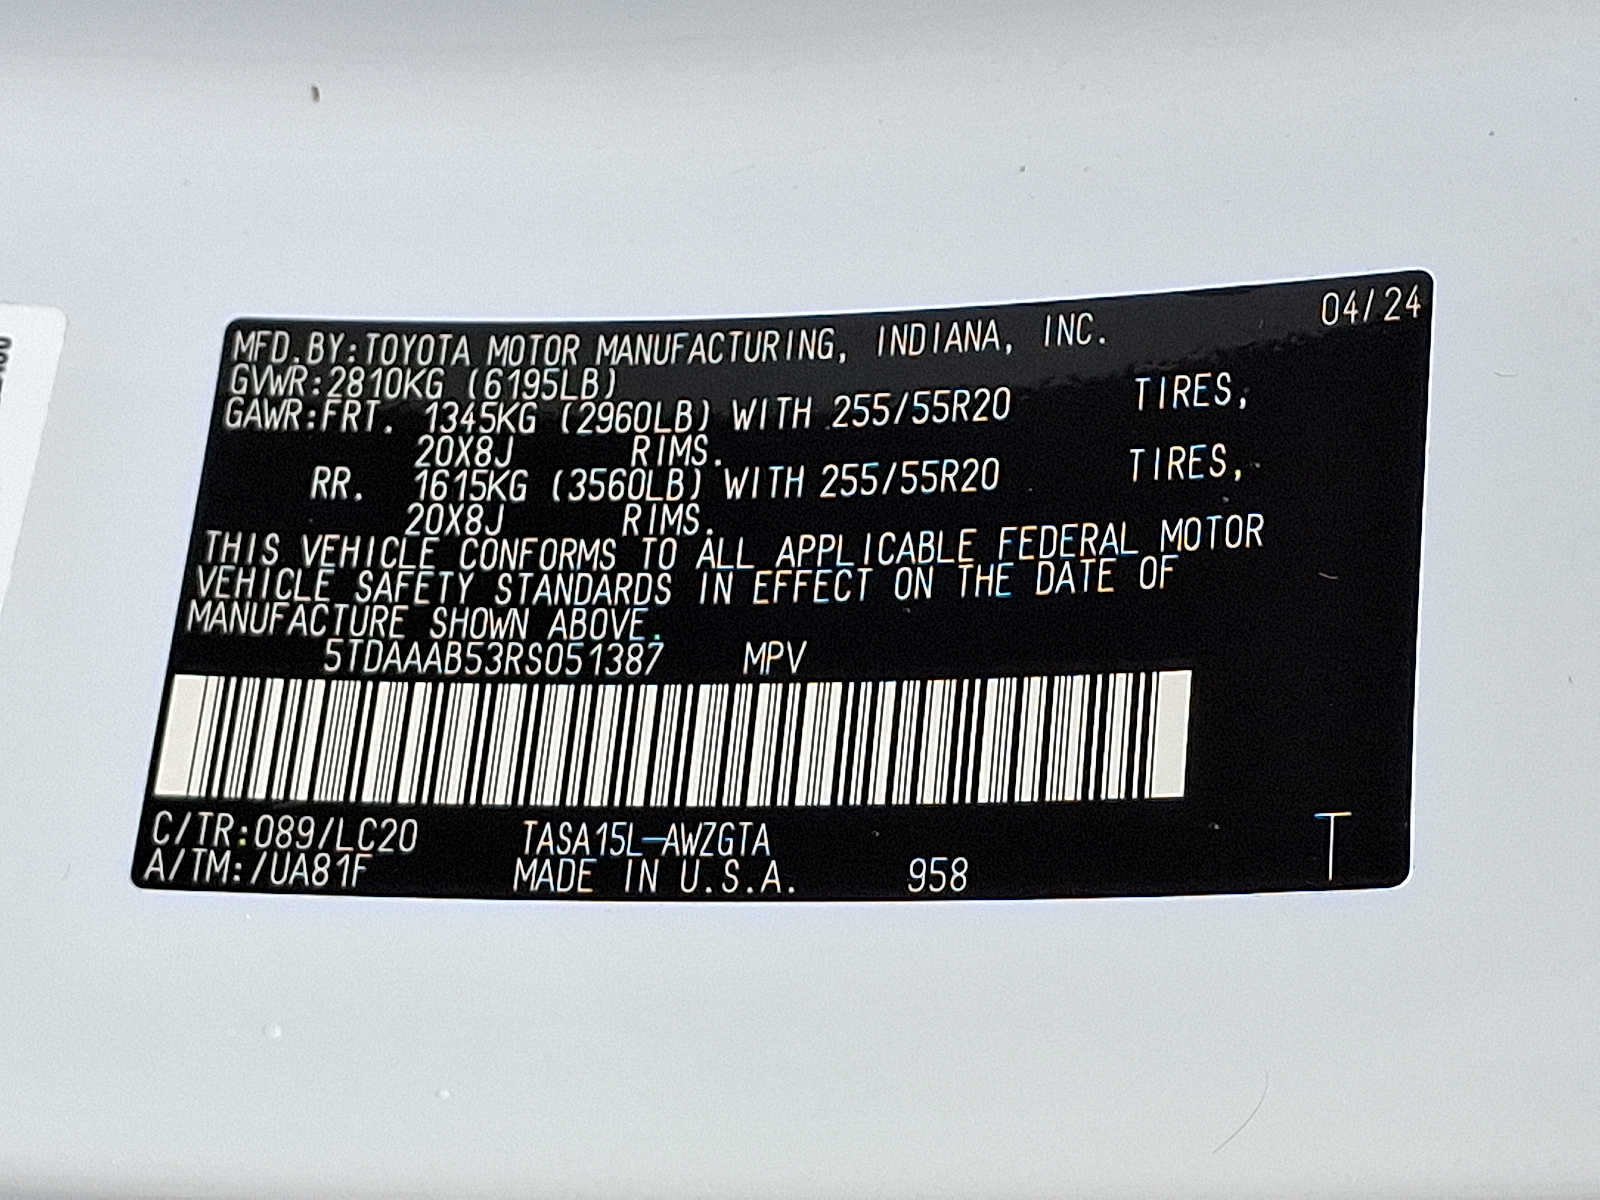 04/24
MFD.BY:TOYOTA MOTOR MANUFACTURING, INDIANA, INC.
GVWR:2810KG (6195LB)
GAWR:FRT. 1345KG (2960LB) WITH 255/55R20 TIRES,
20X8J RIMS.
RR. 1615KG (3560LB) WITH 255/55R20 TIRES,
20X8J RIMS.
THIS VEHICLE CONFORMS TO ALL APPLICABLE FEDERAL MOTOR
VEHICLE SAFETY STANDARDS IN EFFECT ON THE DATE OF
MANUFACTURE SHOWN ABOVE.
5TDAAAB53RS051387 MPV
C/TR:089/LC20 TASA15L-AWZGTA
A/TM:/UA81F MADE IN U.S.A. 958 T